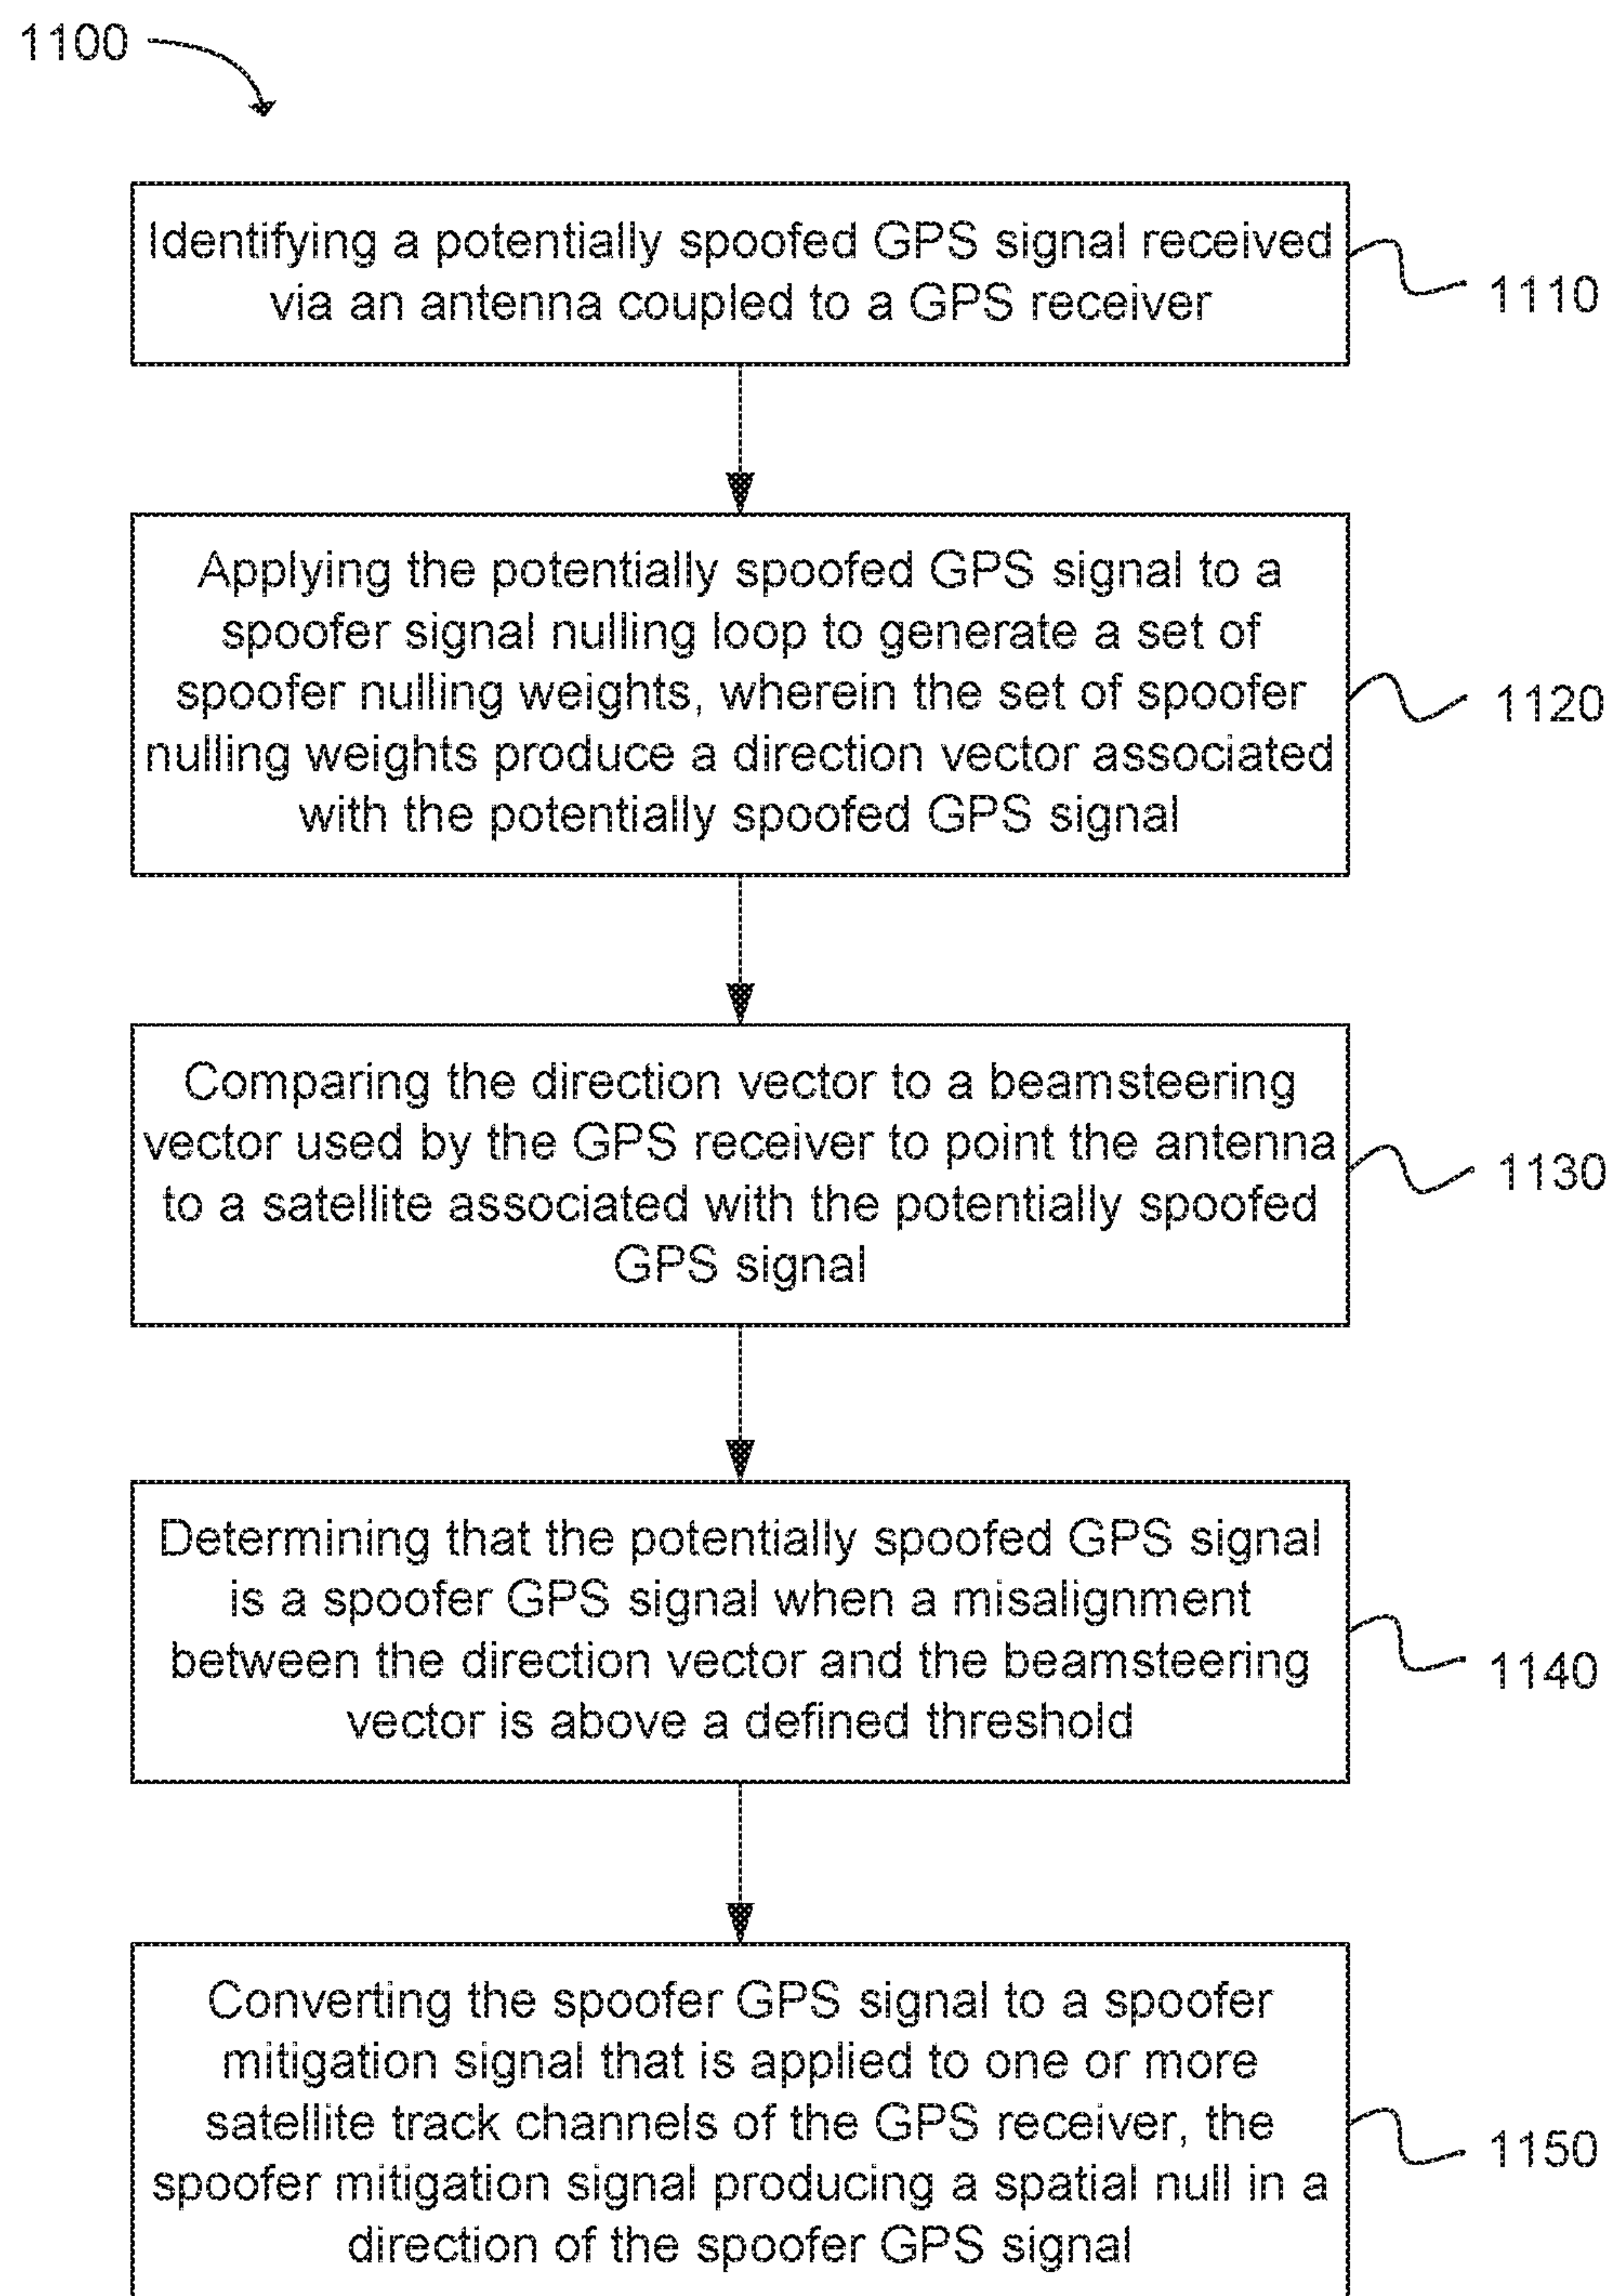 1100
Identifying a potentially spoofed GPS signal received
via an antenna coupled to a GPS receiver
1110
Applying the potentially spoofed GPS signal to a
spoofer signal nulling loop to generate a set of
spoofer nulling weights, wherein the set of spoofer
nulling weights produce a direction vector associated
with the potentially spoofed GPS signal
1120
Comparing the direction vector to a beamsteering
vector used by the GPS receiver to point the antenna
to a satellite associated with the potentially spoofed
GPS signal
1130
Determining that the potentially spoofed GPS signal
is a spoofer GPS signal when a misalignment
between the direction vector and the beamsteering
vector is above a defined threshold
1140
Converting the spoofer GPS signal to a spoofer
mitigation signal that is applied to one or more
satellite track channels of the GPS receiver, the
spoofer mitigation signal producing a spatial null in a
direction of the spoofer GPS signal
1150